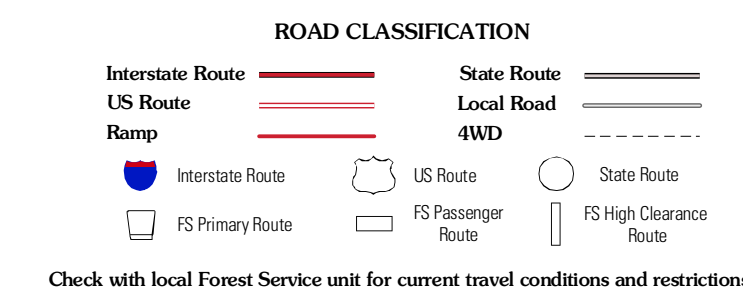 ROAD CLASSIFICATION
Interstate Route
State Route
US Route
Local Road
Ramp
4WD
Interstate Route
US Route
State Route
FS Primary Route
FS Passenger
Route
FS High Clearance
Route
Check with local Forest Service unit for current travel conditions and restrictions